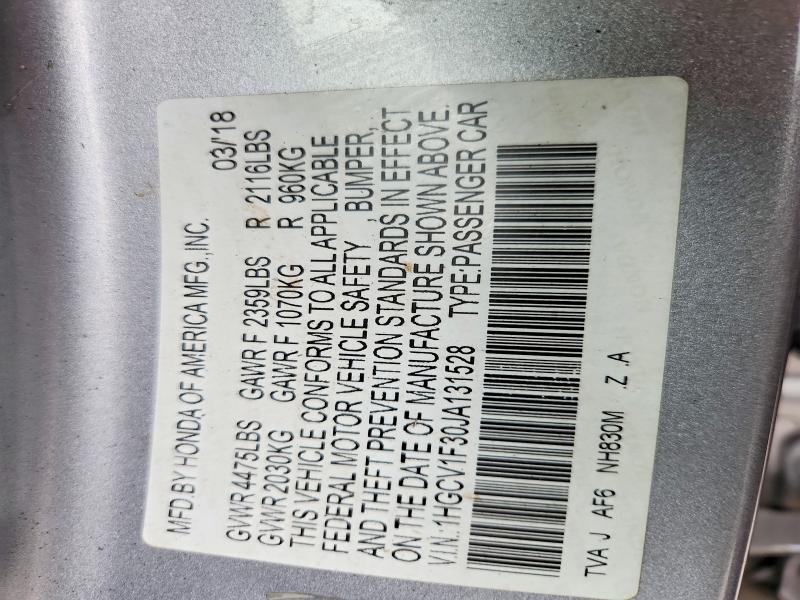 MFD BY HONDA OF AMERICA MFG., INC. 03/'18
GVWR 4475LBS GAWR F 2359LBS R 2116LBS
GVWR 2030KG GAWR F 1070KG R 960KG
THIS VEHICLE CONFORMS TO ALL APPLICABLE
FEDERAL MOTOR VEHICLE SAFETY , BUMPER,
AND THEFT PREVENTION STANDARDS IN EFFECT
ON THE DATE OF MANUFACTURE SHOWN ABOVE.
V.I.N.: 1HGCV1F30JA131528 TYPE:PASSENGER CAR
TVA J AF6 NH830M .Z .A